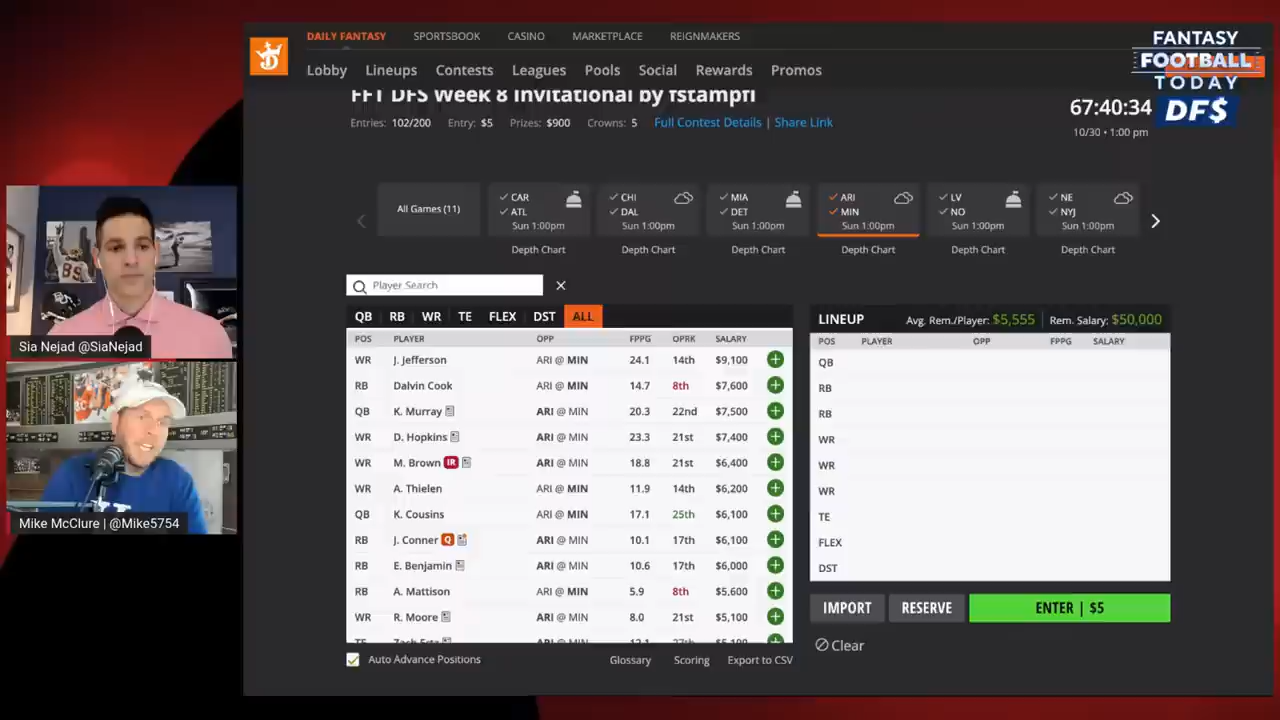 DAILY FANTASY SPORTSBOOK CASINO MARKETPLACE REIGNMAKERS
Lobby Lineups Contests Leagues Pools Social Rewards Promos
FANTASY
FOOTBALL
TODAY
DF$
FFT DFS Week 8 Invitational by fstampfl
Entries: 102/200 Entry: $5 Prizes: $900 Crowns: 5 Full Contest Details | Share Link
67:40:34
10/30 • 1:00 pm
All Games (11)
CAR
ATL
Sun 1:00pm
Depth Chart
CHI
DAL
Sun 1:00pm
Depth Chart
MIA
DET
Sun 1:00pm
Depth Chart
ARI
MIN
Sun 1:00pm
Depth Chart
LV
NO
Sun 1:00pm
Depth Chart
NE
NYJ
Sun 1:00pm
Depth Chart
Player Search
QB RB WR TE FLEX DST ALL
POS PLAYER OPP FPPG OPRK SALARY
WR J. Jefferson ARI @ MIN 24.1 14th $9,100
RB Dalvin Cook ARI @ MIN 14.7 8th $7,600
QB K. Murray ARI @ MIN 20.3 22nd $7,500
WR D. Hopkins ARI @ MIN 23.3 21st $7,400
WR M. Brown IR ARI @ MIN 18.8 21st $6,400
WR A. Thielen ARI @ MIN 11.9 14th $6,200
QB K. Cousins ARI @ MIN 17.1 25th $6,100
RB J. Conner Q ARI @ MIN 10.1 17th $6,100
RB E. Benjamin ARI @ MIN 10.6 17th $6,000
RB A. Mattison ARI @ MIN 5.9 8th $5,600
WR R. Moore ARI @ MIN 8.0 21st $5,100
TE Zach Ertz ARI @ MIN 12.1 27th $5,100
Auto Advance Positions Glossary Scoring Export to CSV
LINEUP Avg. Rem./Player: $5,555 Rem. Salary: $50,000
POS PLAYER OPP FPPG SALARY
QB
RB
RB
WR
WR
WR
TE
FLEX
DST
IMPORT RESERVE ENTER | $5
Clear
89
Sia Nejad @SiaNejad
Mike McClure | @Mike5754